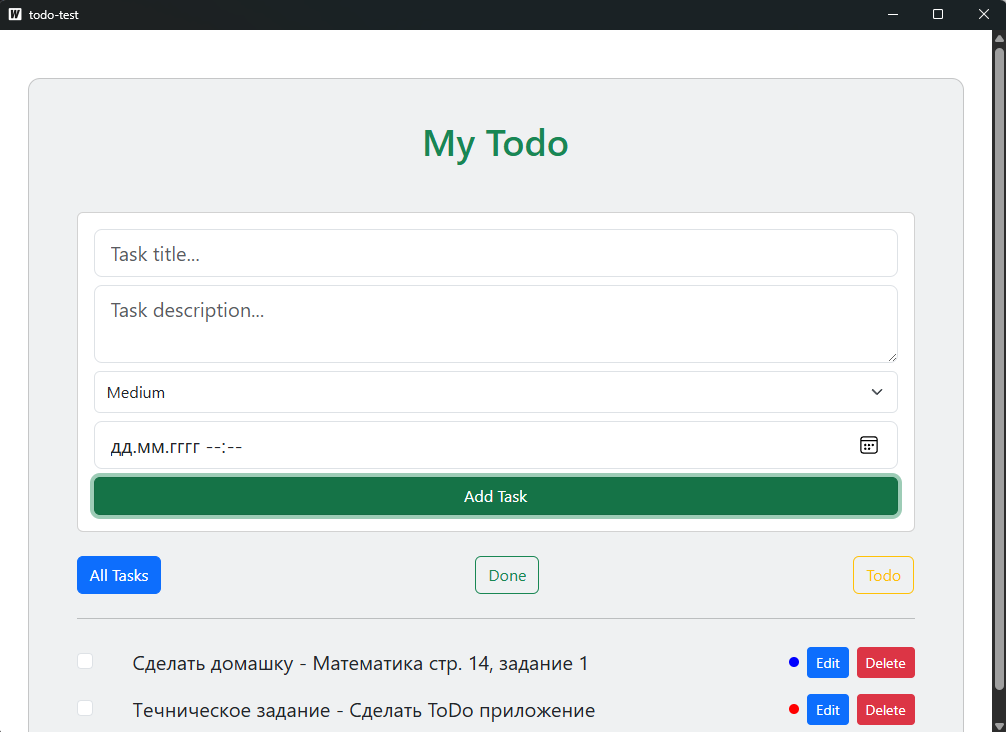 todo-test
My Todo
Task title...
Task description...
Medium
дд.мм.гггг --:--
Add Task
All Tasks Done Todo
Сделать домашку - Математика стр. 14, задание 1 Edit Delete
Течническое задание - Сделать ToDo приложение Edit Delete